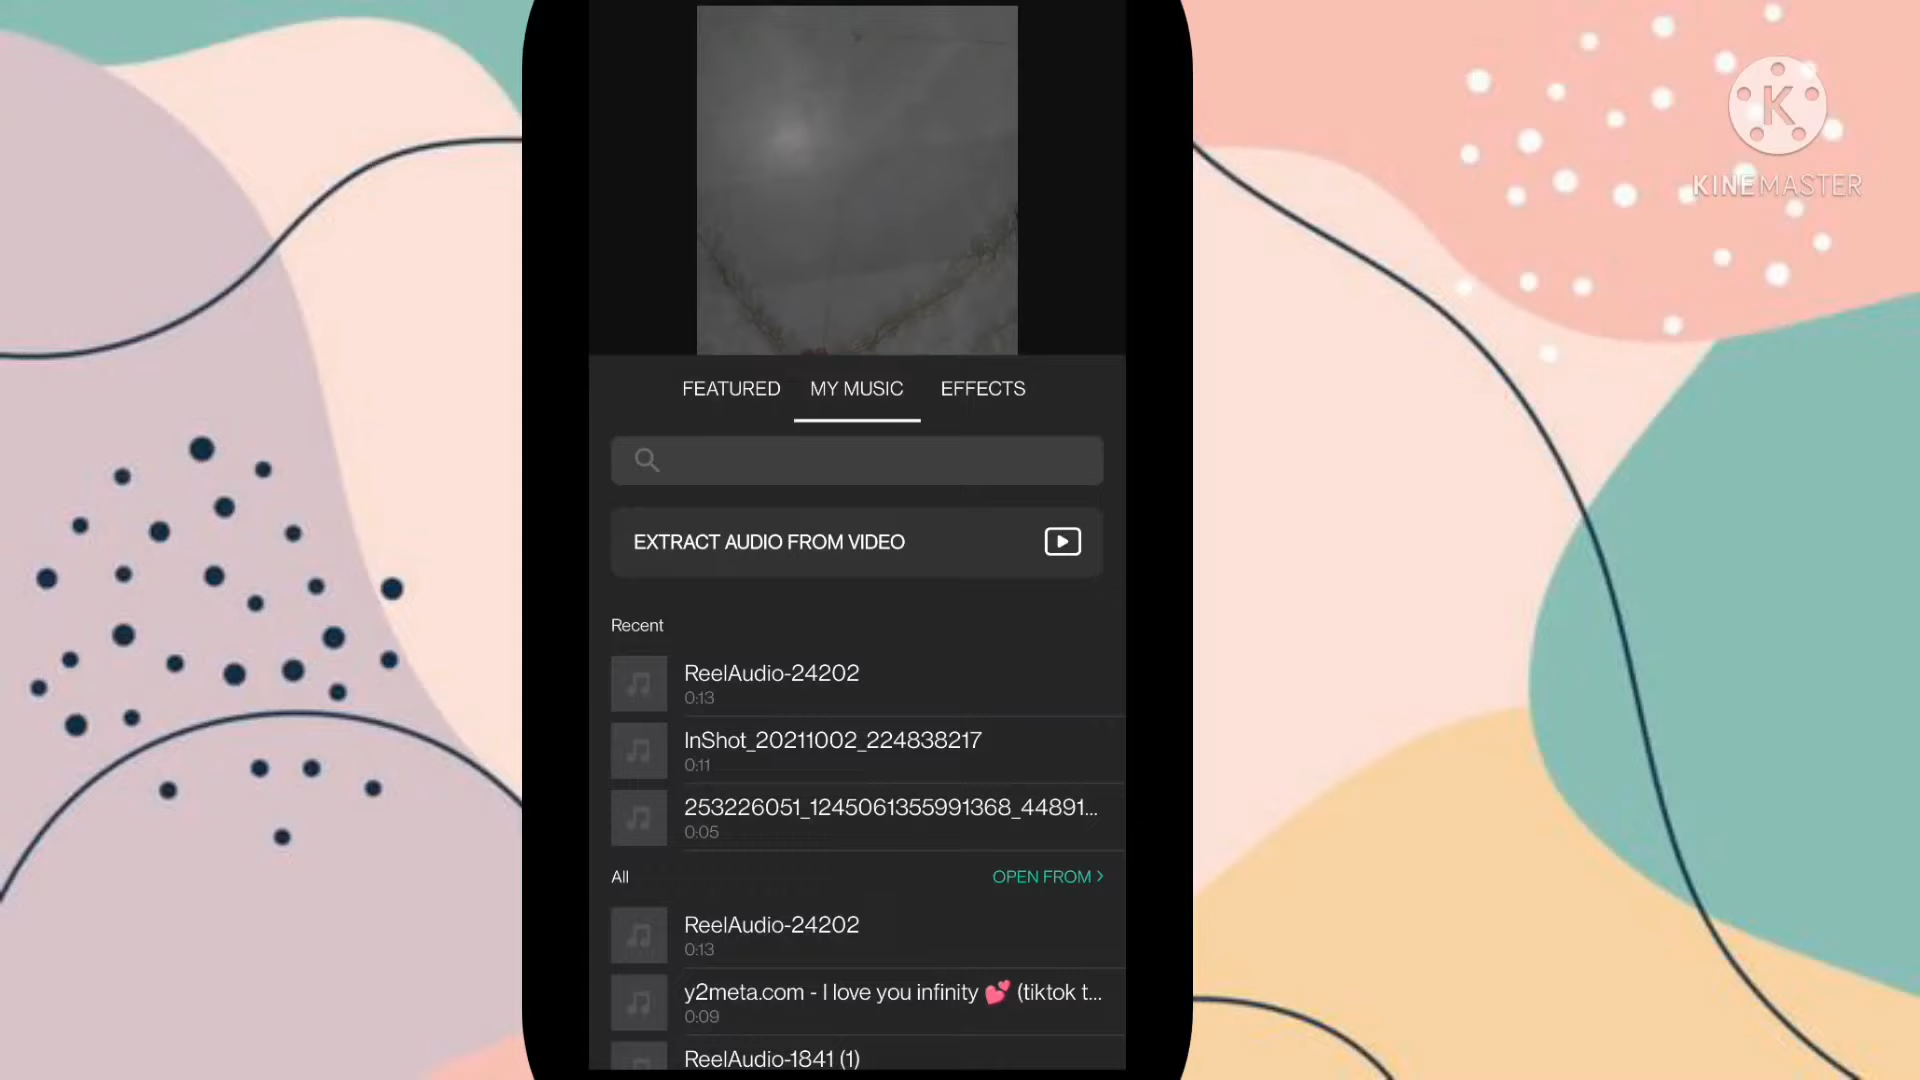 K
KINEMASTER
FEATURED MY MUSIC EFFECTS
EXTRACT AUDIO FROM VIDEO
Recent
ReelAudio-24202
0:13
InShot_20211002_224838217
0:11
253226051_1245061355991368_44891...
0:05
All OPEN FROM >
ReelAudio-24202
0:13
y2meta.com - I love you infinity 💕 (tiktok t...
0:09
ReelAudio-1841 (1)